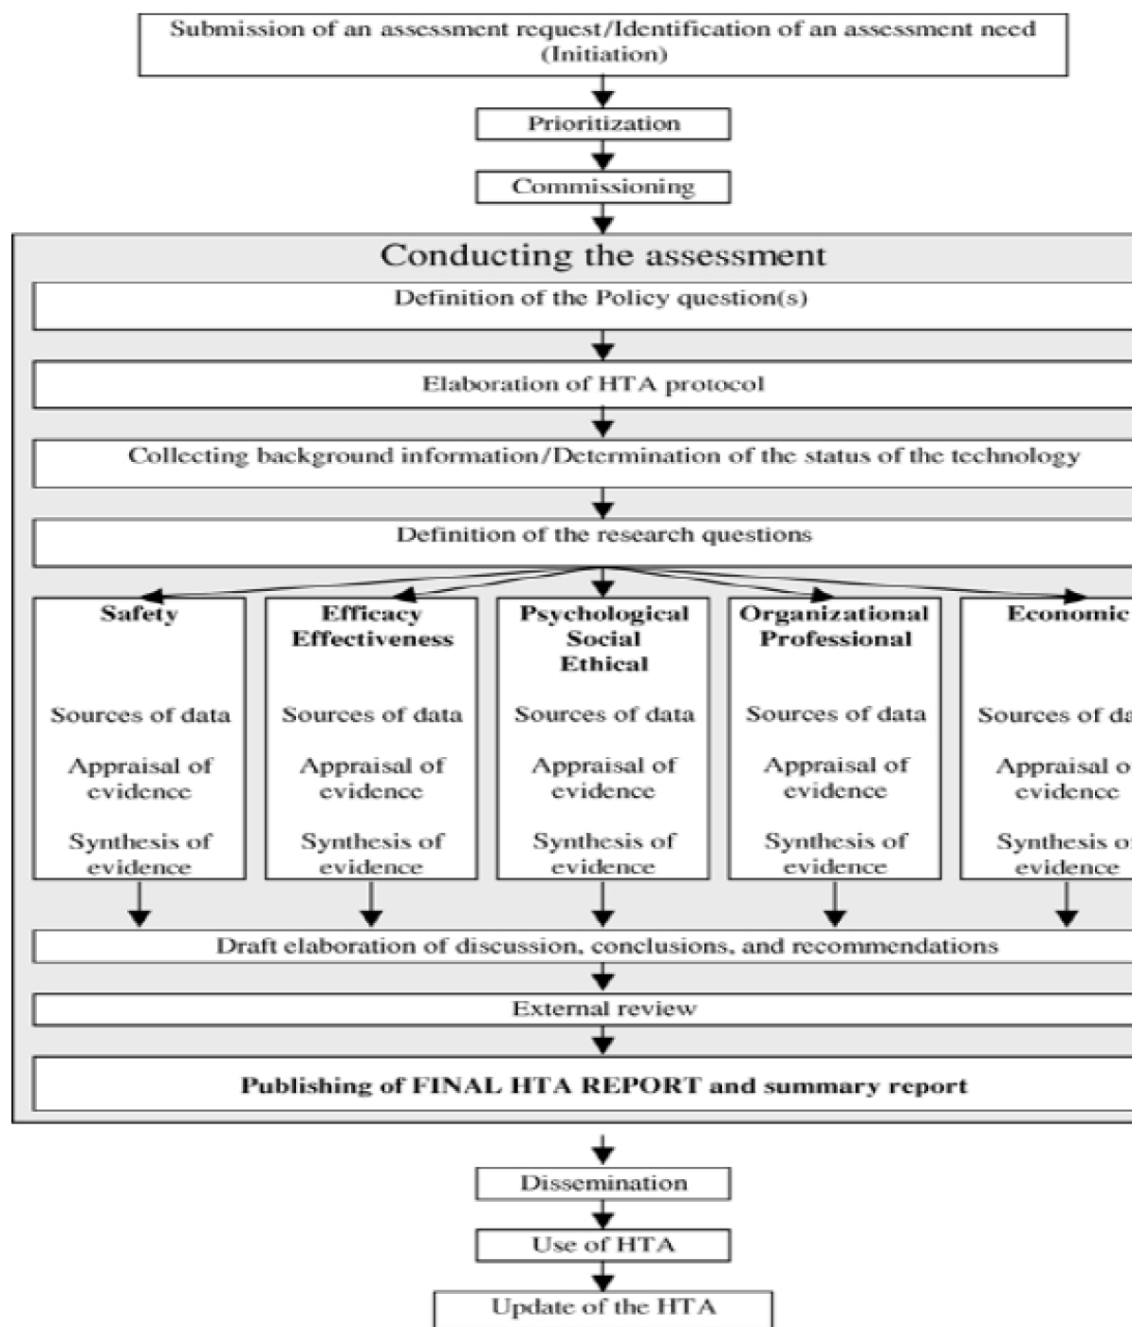 Submission of an assessment request/Identification of an assessment need
(Initiation)
Prioritization
Commissioning
Conducting the assessment
Definition of the Policy question(s)
Elaboration of HTA protocol
Collecting background information/Determination of the status of the technology
Definition of the research questions
Safety
Sources of data
Appraisal of
evidence
Synthesis of
evidence
Efficacy
Effectiveness
Sources of data
Appraisal of
evidence
Synthesis of
evidence
Psychological
Social
Ethical
Sources of data
Appraisal of
evidence
Synthesis of
evidence
Organizational
Professional
Sources of data
Appraisal of
evidence
Synthesis of
evidence
Economic
Sources of dat
Appraisal of
evidence
Synthesis of
evidence
Draft elaboration of discussion, conclusions, and recommendations
External review
Publishing of FINAL HTA REPORT and summary report
Dissemination
Use of HTA
Update of the HTA